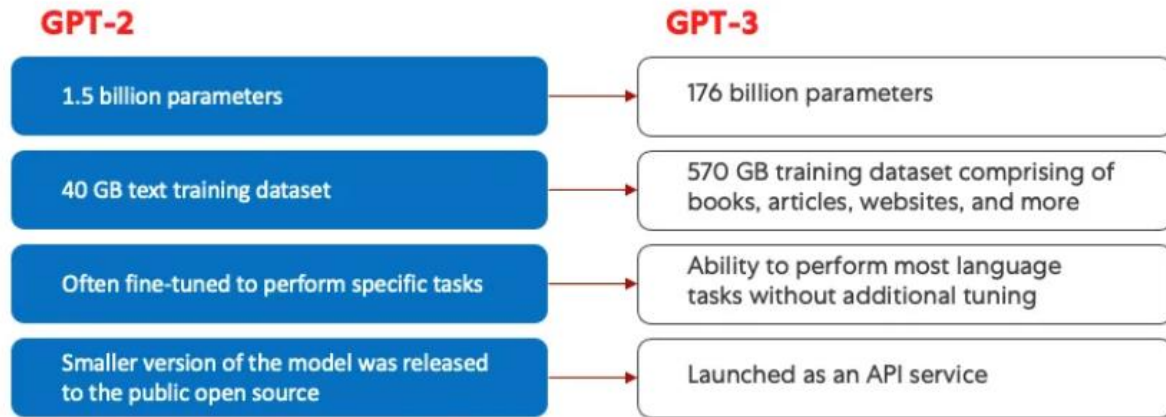 GPT-2
GPT-3
1.5 billion parameters
176 billion parameters
40 GB text training dataset
570 GB training dataset comprising of
books, articles, websites, and more
Often fine-tuned to perform specific tasks
Ability to perform most language
tasks without additional tuning
Smaller version of the model was released
to the public open source
Launched as an API service